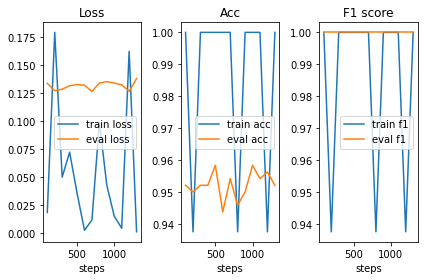 Loss
0.175
0.150
0.125
0.100
0.075
0.050
0.025
0.000
train loss
eval loss
500
1000
steps
Acc
1.00
0.99
0.98
0.97
0.96
0.95
0.94
train acc
eval acc
500
1000
steps
F1 score
1.00
0.99
0.98
0.97
0.96
0.95
0.94
train f1
eval f1
500
1000
steps